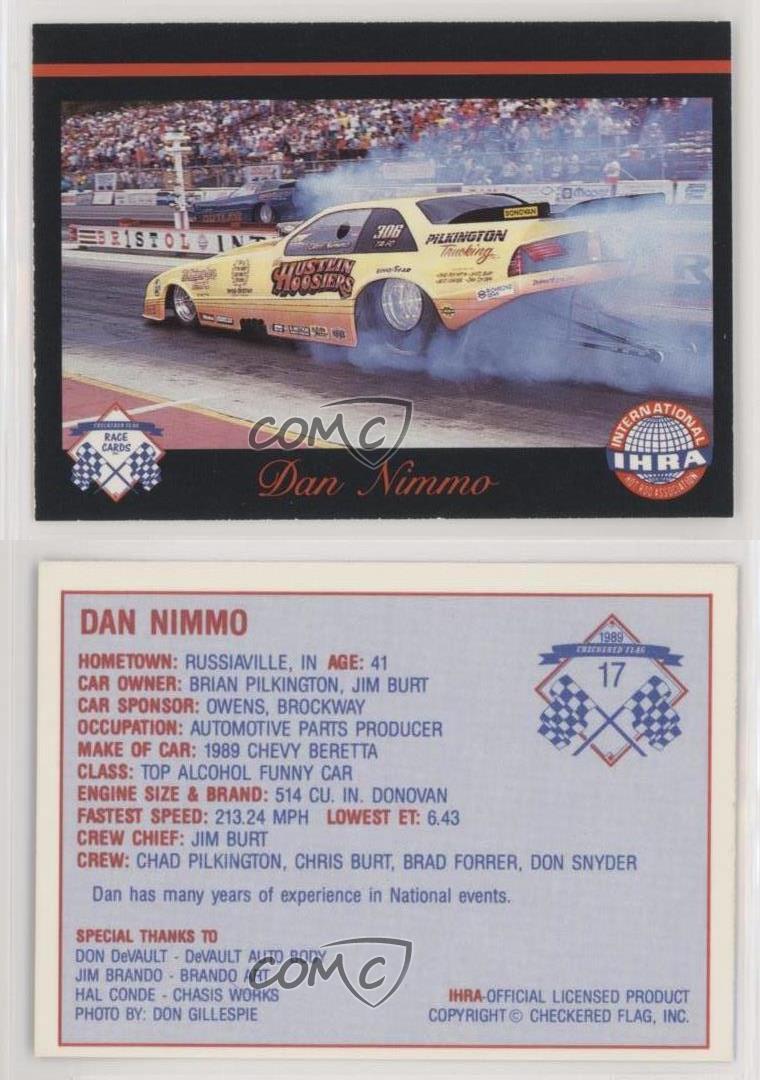 BRISTOL INT
306
TA/FC
DONOVAN
PILKINGTON
Trucking
HUSTLIN
HOOSIERS
GOODYEAR
CHECKERED FLAG
RACE
CARDS
COMC
Dan Nimmo
INTERNATIONAL
IHRA
HOT ROD ASSOCIATION
DAN NIMMO
HOMETOWN: RUSSIAVILLE, IN AGE: 41
CAR OWNER: BRIAN PILKINGTON, JIM BURT
CAR SPONSOR: OWENS, BROCKWAY
OCCUPATION: AUTOMOTIVE PARTS PRODUCER
MAKE OF CAR: 1989 CHEVY BERETTA
CLASS: TOP ALCOHOL FUNNY CAR
ENGINE SIZE & BRAND: 514 CU. IN. DONOVAN
FASTEST SPEED: 213.24 MPH LOWEST ET: 6.43
CREW CHIEF: JIM BURT
CREW: CHAD PILKINGTON, CHRIS BURT, BRAD FORRER, DON SNYDER
1989
CHECKERED FLAG
17
Dan has many years of experience in National events.
SPECIAL THANKS TO
DON DeVAULT - DeVAULT AUTO BODY
JIM BRANDO - BRANDO ART
HAL CONDE - CHASIS WORKS
PHOTO BY: DON GILLESPIE
COMC
IHRA-OFFICIAL LICENSED PRODUCT
COPYRIGHT © CHECKERED FLAG, INC.